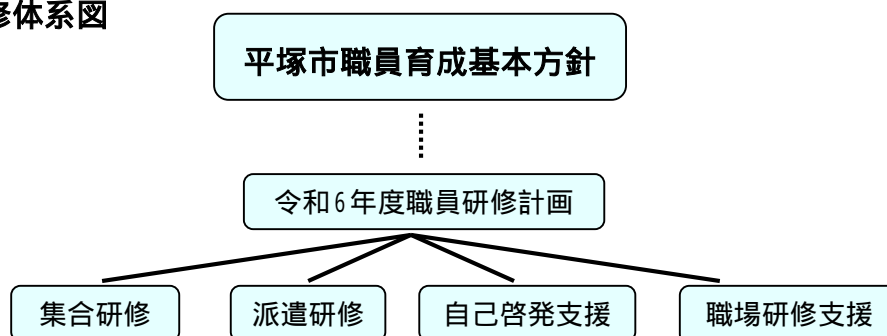 修体系図
平塚市職員育成基本方針
令和6年度職員研修計画
集合研修
派遣研修
自己啓発支援
職場研修支援